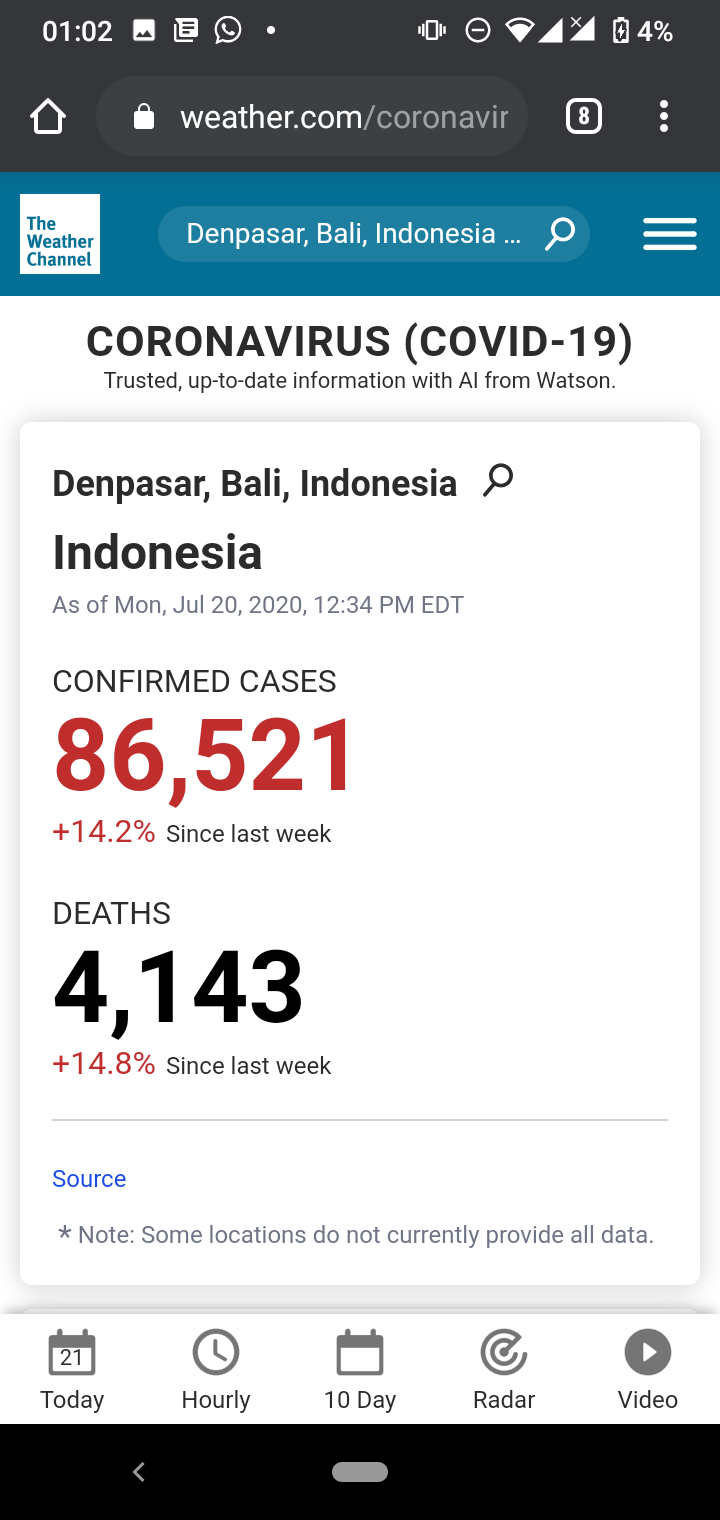 01:02
4%
weather.com/coronavir
8
The
Weather
Channel
Denpasar, Bali, Indonesia ...
CORONAVIRUS (COVID-19)
Trusted, up-to-date information with AI from Watson.
Denpasar, Bali, Indonesia
Indonesia
As of Mon, Jul 20, 2020, 12:34 PM EDT
CONFIRMED CASES
86,521
+14.2% Since last week
DEATHS
4,143
+14.8% Since last week
Source
* Note: Some locations do not currently provide all data.
21
Today Hourly 10 Day Radar Video